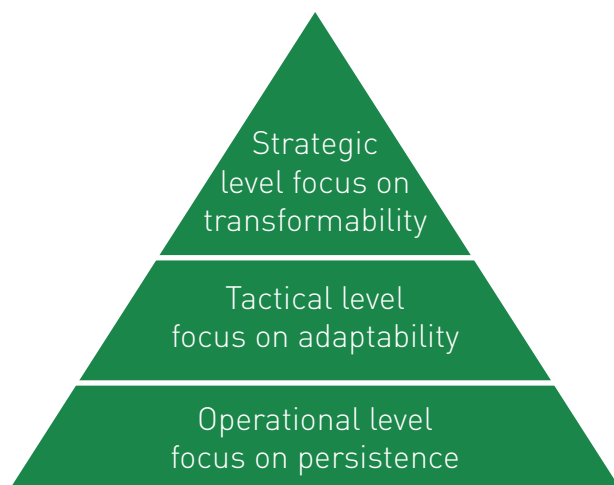 Strategic
level focus on
transformability
Tactical level
focus on adaptability
Operational level
focus on persistence